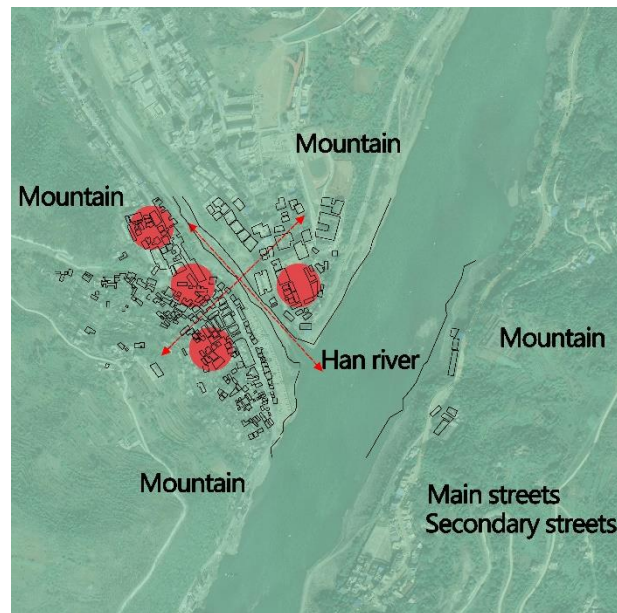 Mountain
Mountain
Mountain
Han river
Mountain
Main streets
Secondary streets